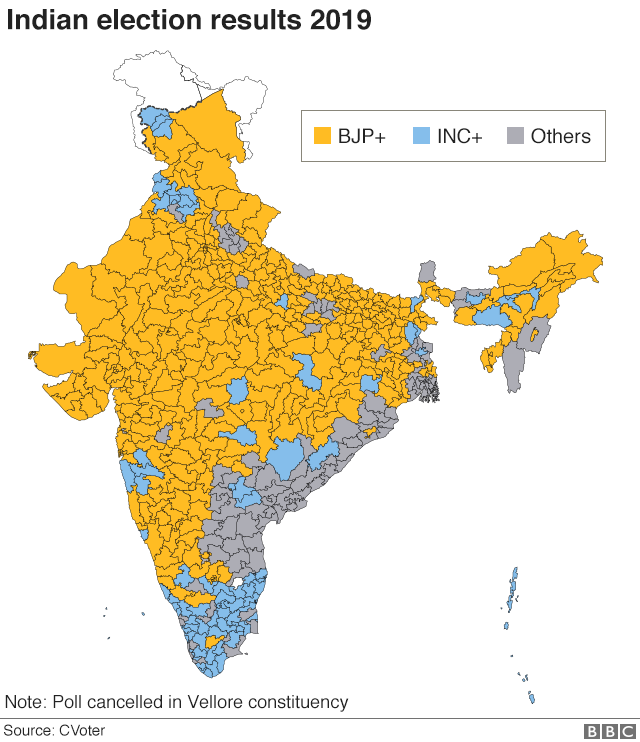 Indian election results 2019
BJP+ INC+ Others
Note: Poll cancelled in Vellore constituency
Source: CVoter
BBC